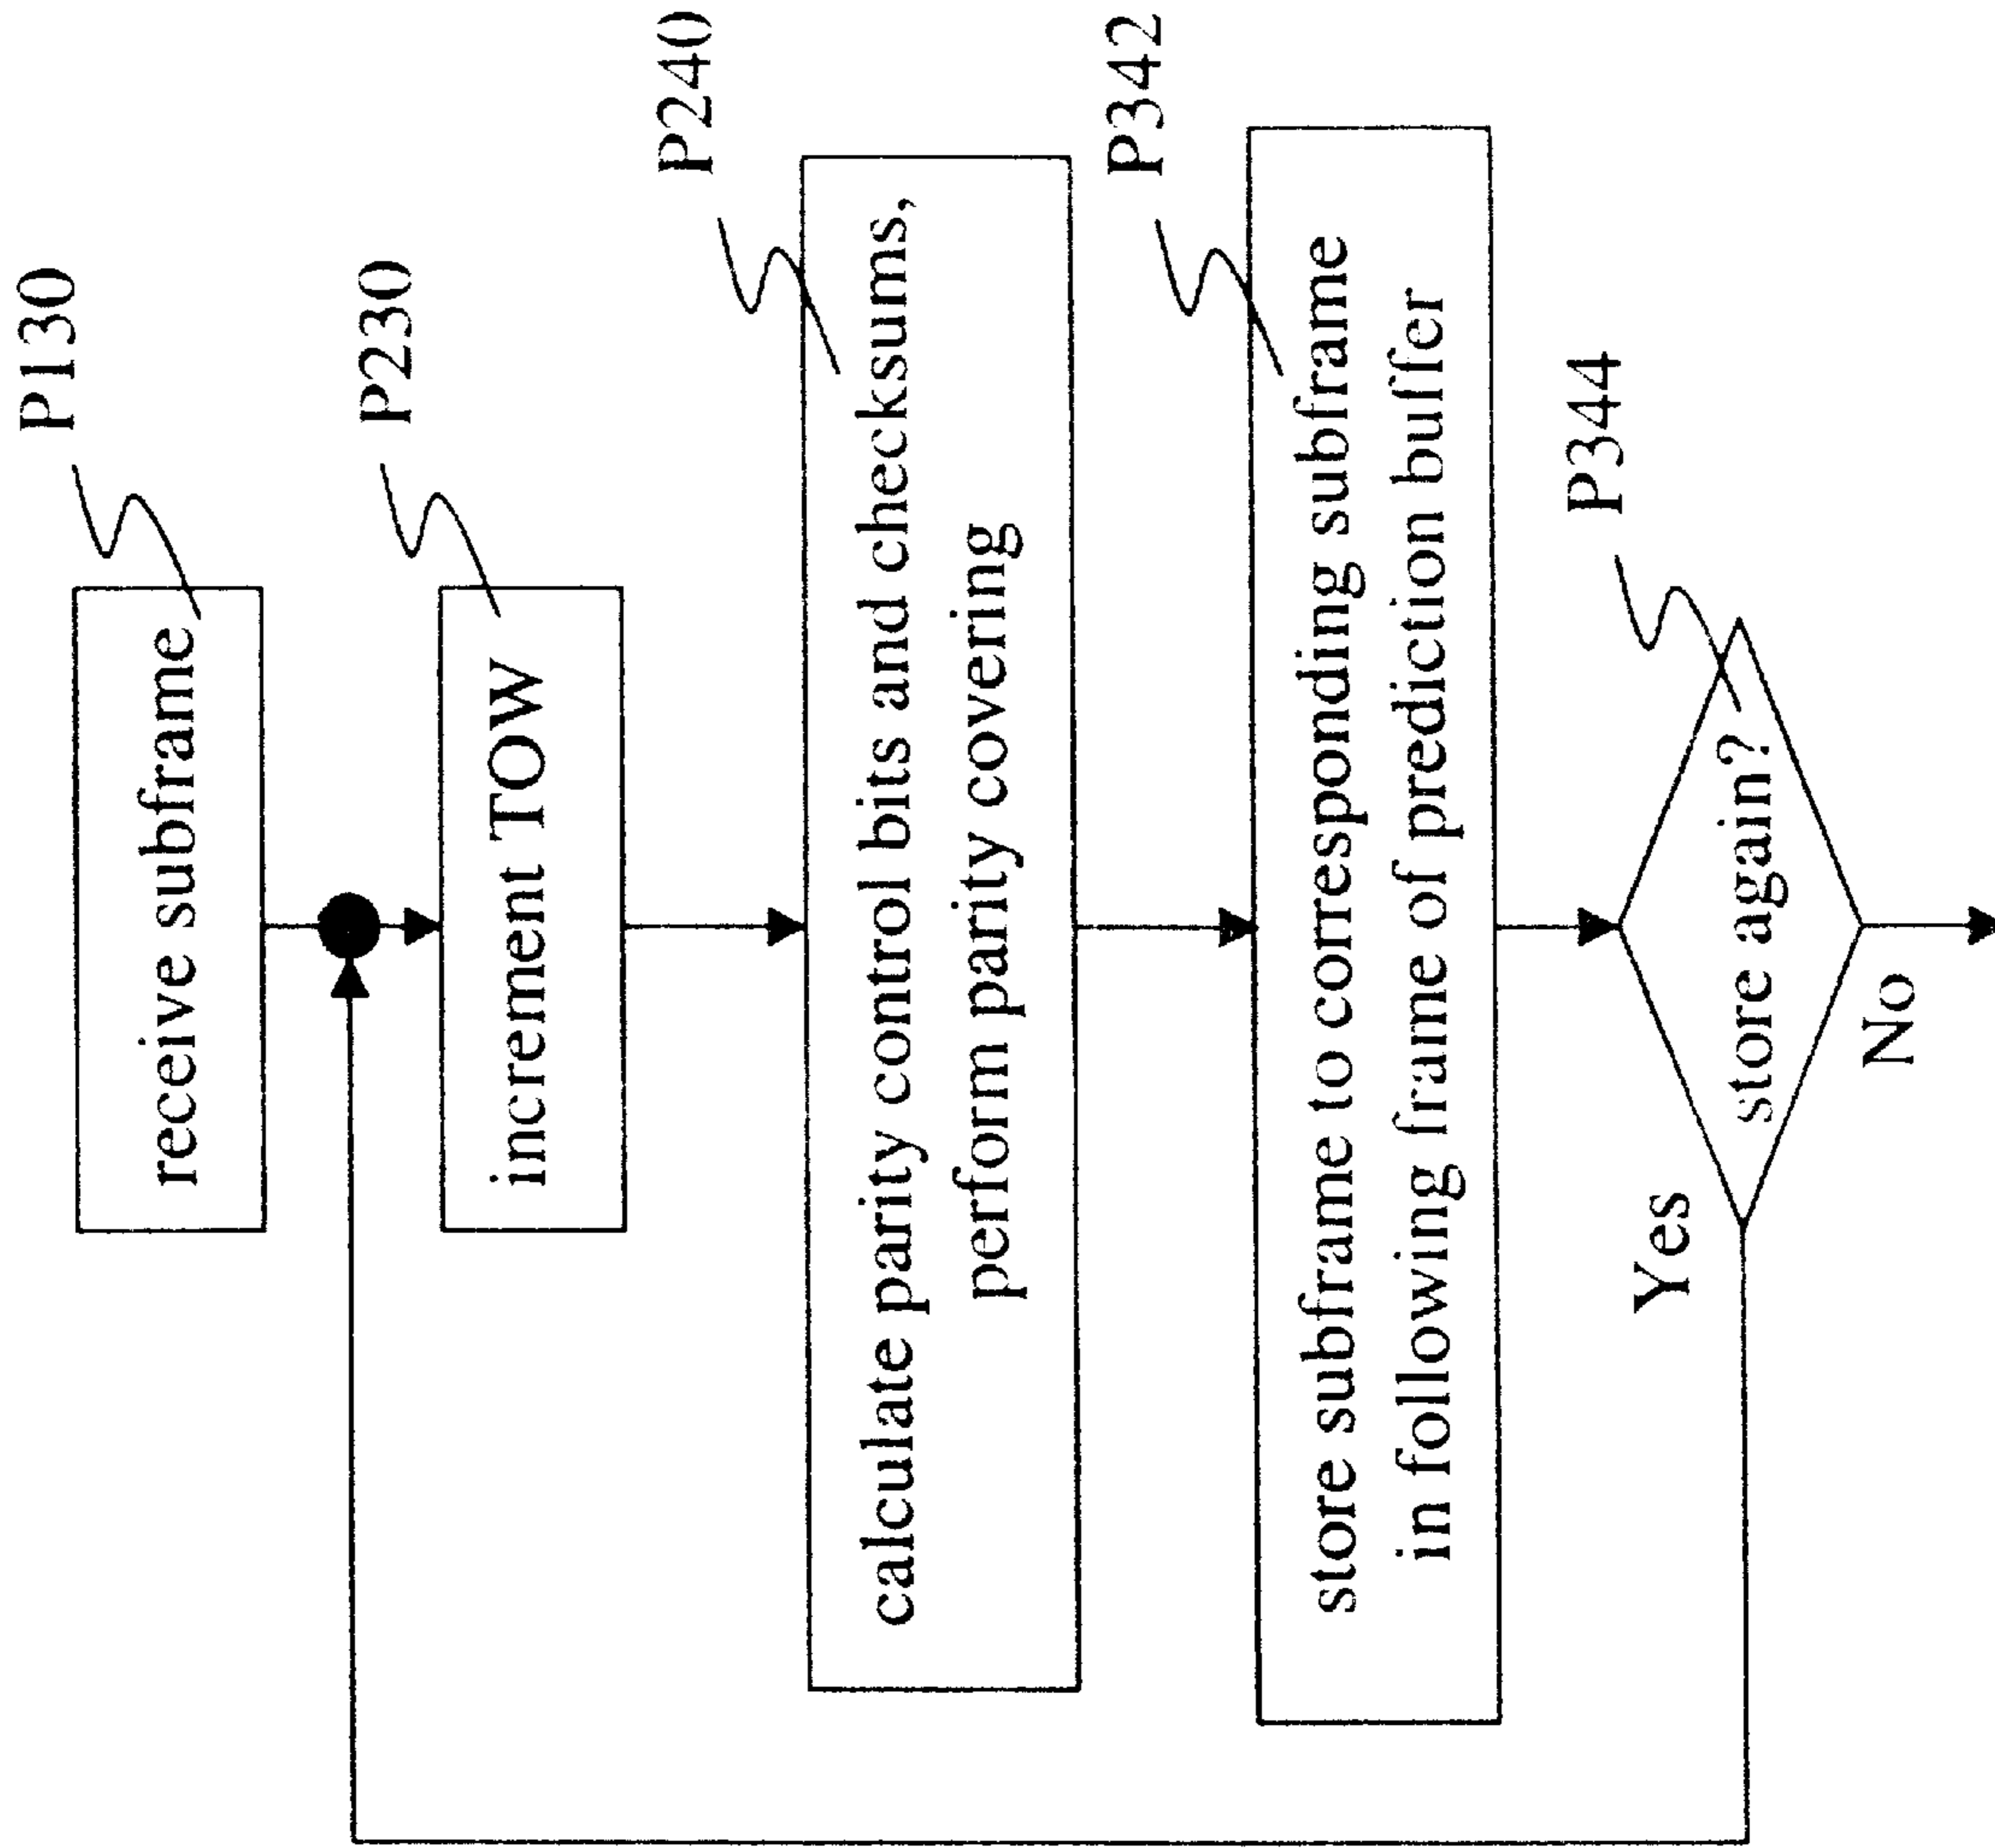 P130
receive subframe
P230
increment TOW
P240
calculate parity control bits and checksums,
perform parity covering
P342
store subframe to corresponding subframe
in following frame of prediction buffer
P344
store again?
Yes
No